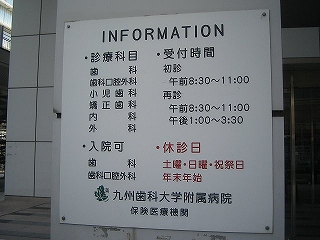 INFORMATION
・診療科目
歯　　　科
歯科口腔外科
小児歯科
矯正歯科
内　　　科
外　　　科
・入院可
歯　　　科
歯科口腔外科
・受付時間
初診
午前8:30～11:00
再診
午前8:30～11:00
午後1:00～3:30
・休診日
土曜・日曜・祝祭日
年末年始
九州歯科大学附属病院
保険医療機関